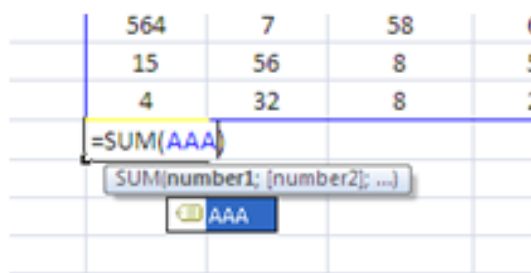 564 7 58
15 56 8
4 32 8
=SUM(AAA)
SUM(number1; [number2]; ...)
AAA